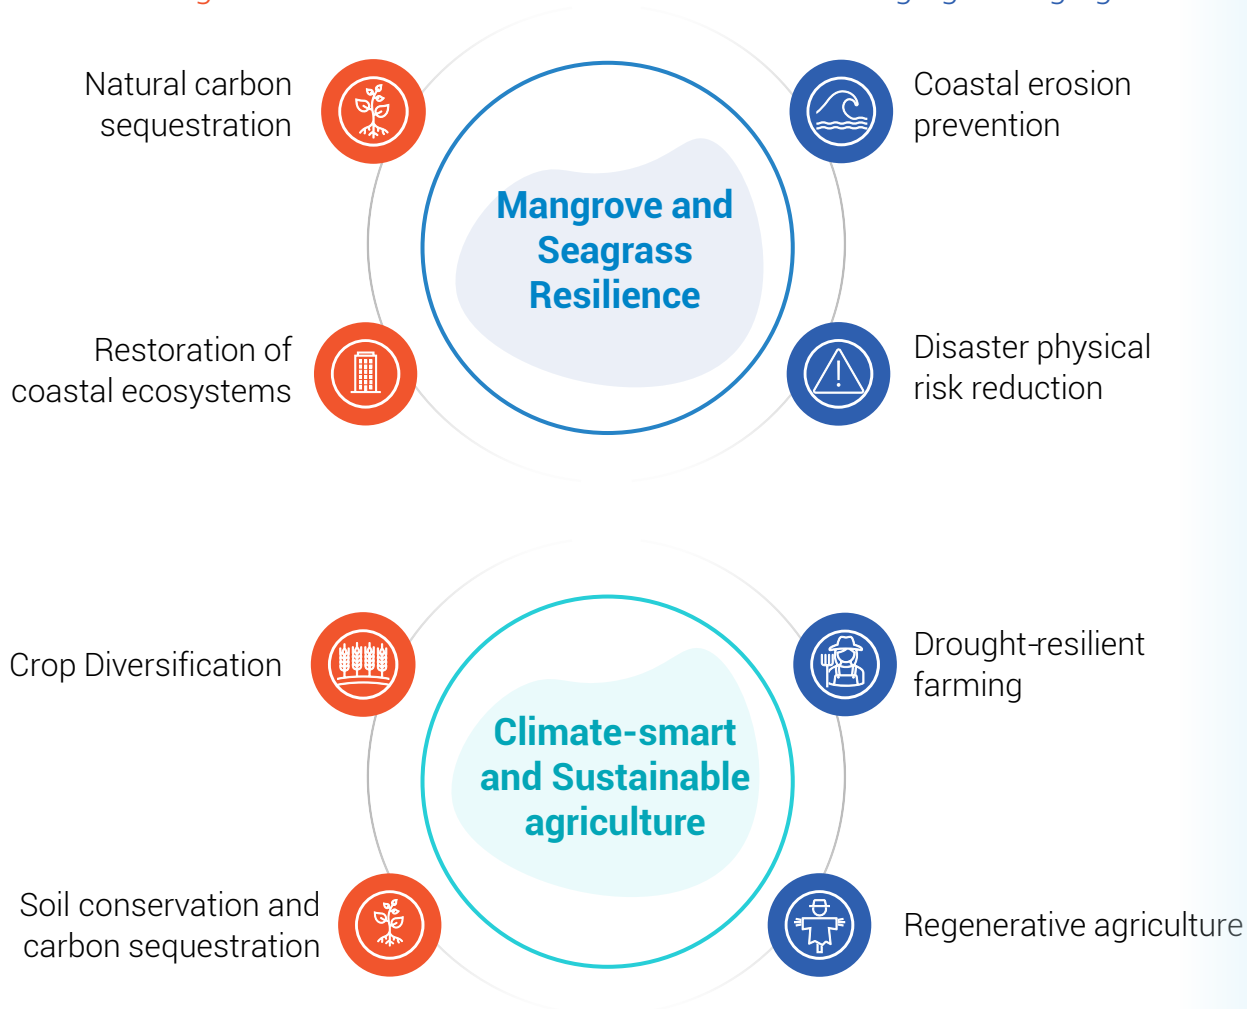 Natural carbon
sequestration
Coastal erosion
prevention
Mangrove and
Seagrass
Resilience
Restoration of
coastal ecosystems
Disaster physical
risk reduction
Crop Diversification
Drought-resilient
farming
Climate-smart
and Sustainable
agriculture
Soil conservation and
carbon sequestration
Regenerative agriculture